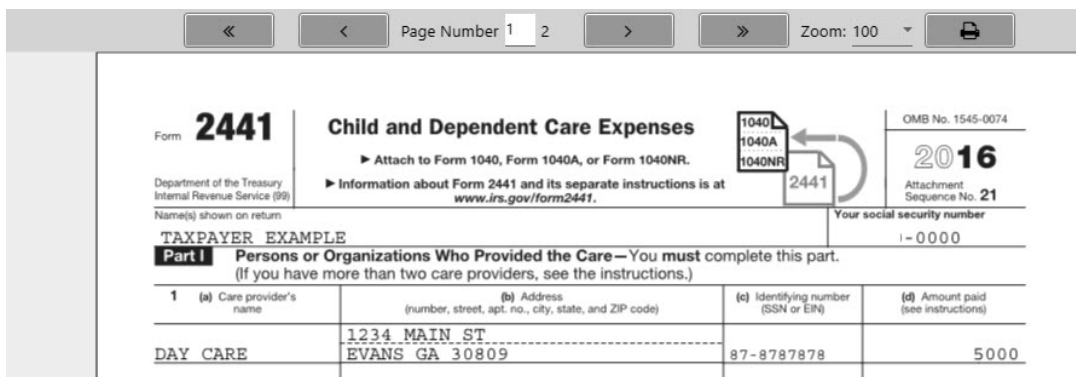 « < Page Number 1 2 > » Zoom: 100
Form 2441
Child and Dependent Care Expenses
► Attach to Form 1040, Form 1040A, or Form 1040NR.
► Information about Form 2441 and its separate instructions is at
www.irs.gov/form2441.
Department of the Treasury
Internal Revenue Service (99)
1040
1040A
1040NR
2441
OMB No. 1545-0074
2016
Attachment
Sequence No. 21
Name(s) shown on return
Your social security number
TAXPAYER EXAMPLE
-0000
Part I Persons or Organizations Who Provided the Care—You must complete this part.
(If you have more than two care providers, see the instructions.)
1 (a) Care provider's
name
(b) Address
(number, street, apt. no., city, state, and ZIP code)
(c) Identifying number
(SSN or EIN)
(d) Amount paid
(see instructions)
1234 MAIN ST
DAY CARE EVANS GA 30809 87-8787878 5000